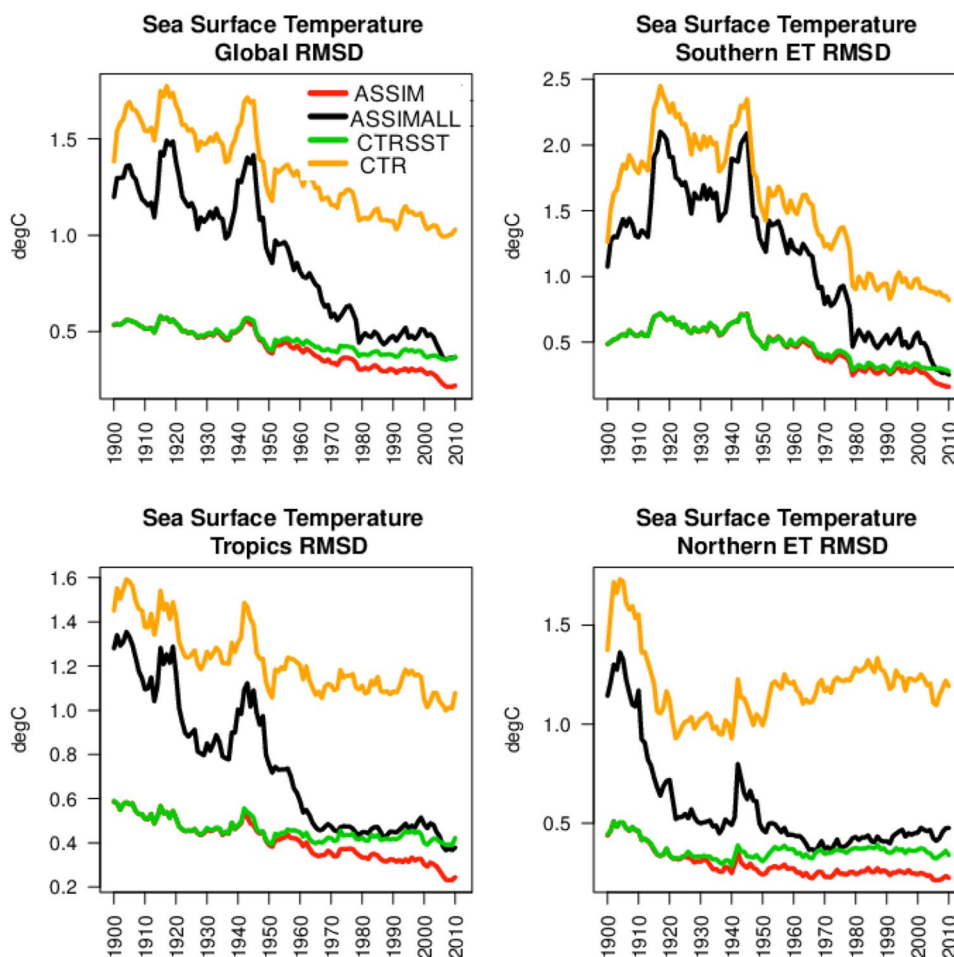 Sea Surface Temperature
Global RMSD
degC
1.5
1.0
0.5
ASSIM
ASSIMALL
CTRSST
CTR
1900 1910 1920 1930 1940 1950 1960 1970 1980 1990 2000 2010
Sea Surface Temperature
Southern ET RMSD
degC
2.5
2.0
1.5
1.0
0.5
1900 1910 1920 1930 1940 1950 1960 1970 1980 1990 2000 2010
Sea Surface Temperature
Tropics RMSD
degC
1.6
1.4
1.2
1.0
0.8
0.6
0.4
0.2
1900 1910 1920 1930 1940 1950 1960 1970 1980 1990 2000 2010
Sea Surface Temperature
Northern ET RMSD
degC
1.5
1.0
0.5
1900 1910 1920 1930 1940 1950 1960 1970 1980 1990 2000 2010